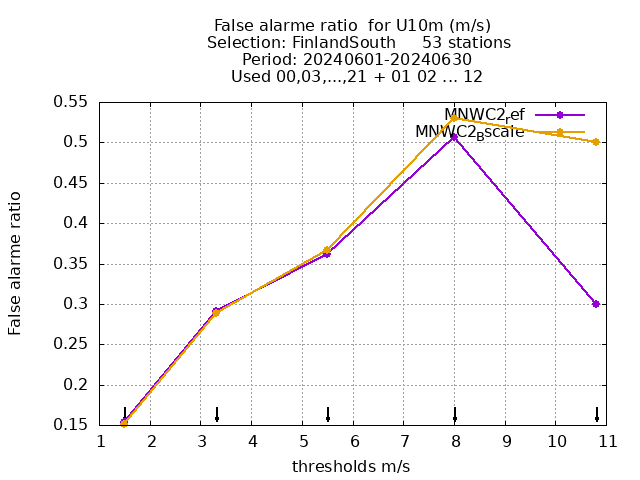 False alarme ratio  for U10m (m/s)
Selection: FinlandSouth     53 stations
Period: 20240601-20240630
Used 00,03,...,21 + 01 02 ... 12
MNWC2ref
MNWC2Bscale
0.55
0.5
0.45
0.4
0.35
0.3
0.25
0.2
0.15
False alarme ratio
1 2 3 4 5 6 7 8 9 10 11
thresholds m/s